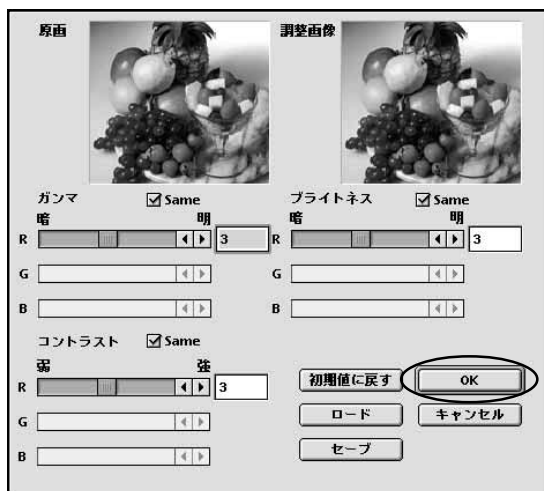 原画
調整画像
ガンマ Same
暗 明
R 3
G
B
ブライトネス Same
暗 明
R 3
G
B
コントラスト Same
弱 強
R 3
G
B
初期値に戻す
OK
ロード
キャンセル
セーブ